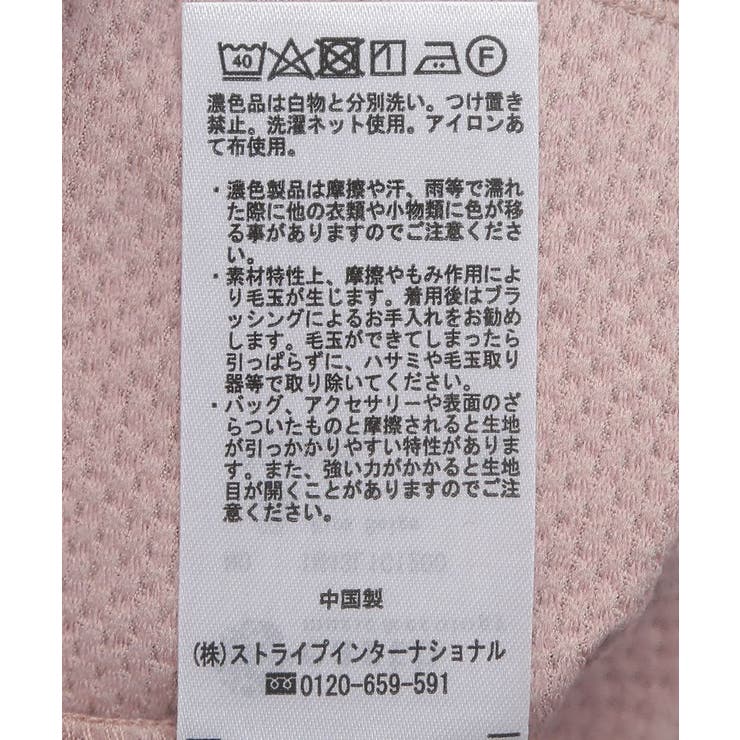 40 F
濃色品は白物と分別洗い。つけ置き
禁止。洗濯ネット使用。アイロンあ
て布使用。
・濃色製品は摩擦や汗、雨等で濡れ
た際に他の衣類や小物類に色が移
る事がありますのでご注意くださ
い。
・素材特性上、摩擦やもみ作用によ
り毛玉が生じます。着用後はブラ
ッシングによるお手入れをお勧め
します。毛玉ができてしまったら
引っぱらずに、ハサミや毛玉取り
器等で取り除いてください。
・バッグ、アクセサリーや表面のざ
らついたものと摩擦されると生地
が引っかかりやすい特性がありま
す。また、強い力がかかると生地
目が開くことがありますのでご注
意ください。
中国製
(株)ストライプインターナショナル
0120-659-591